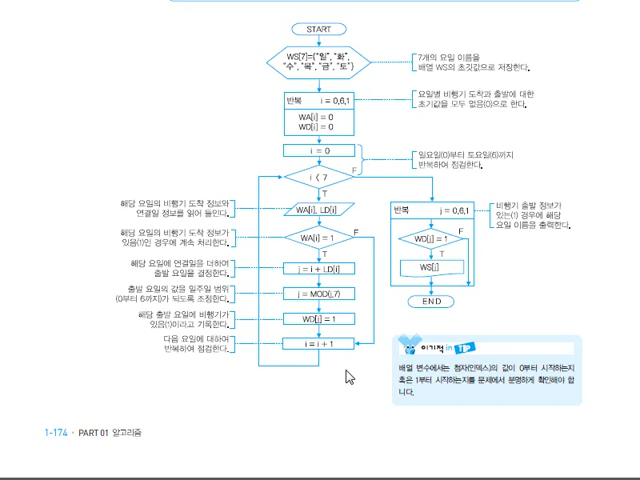 START
WS[7]={"일", "화",
"수", "목", "금", "토"}
7개의 요일 이름을
배열 WS의 초깃값으로 저장한다.
반복 i = 0,6,1
WA[i] = 0
WD[i] = 0
요일별 비행기 도착과 출발에 대한
초기값을 모두 없음(0)으로 한다.
i = 0
일요일(0)부터 토요일(6)까지
반복하여 점검한다.
i < 7
F
T
해당 요일의 비행기 도착 정보와
연결일 정보를 읽어 들인다.
WA[i], LD[i]
해당 요일의 비행기 도착 정보가
있음(1)인 경우에 계속 처리한다.
WA[i] = 1
F
T
해당 요일에 연결일을 더하여
출발 요일을 결정한다.
j = i + LD[i]
출발 요일의 값을 일주일 범위
(0부터 6까지)가 되도록 조정한다.
j = MOD(j,7)
해당 출발 요일에 비행기가
있음(1)이라고 기록한다.
WD[j] = 1
다음 요일에 대하여
반복하여 점검한다.
i = i + 1
반복 j = 0,6,1
WD[j] = 1
F
T
WS[j]
END
비행기 출발 정보가
있는(1) 경우에 해당
요일 이름을 출력한다.
이기적 in TIP
배열 변수에서는 첨자(인덱스)의 값이 0부터 시작하는지
혹은 1부터 시작하는지를 문제에서 분명하게 확인해야 합
니다.
1-174 · PART 01 알고리즘